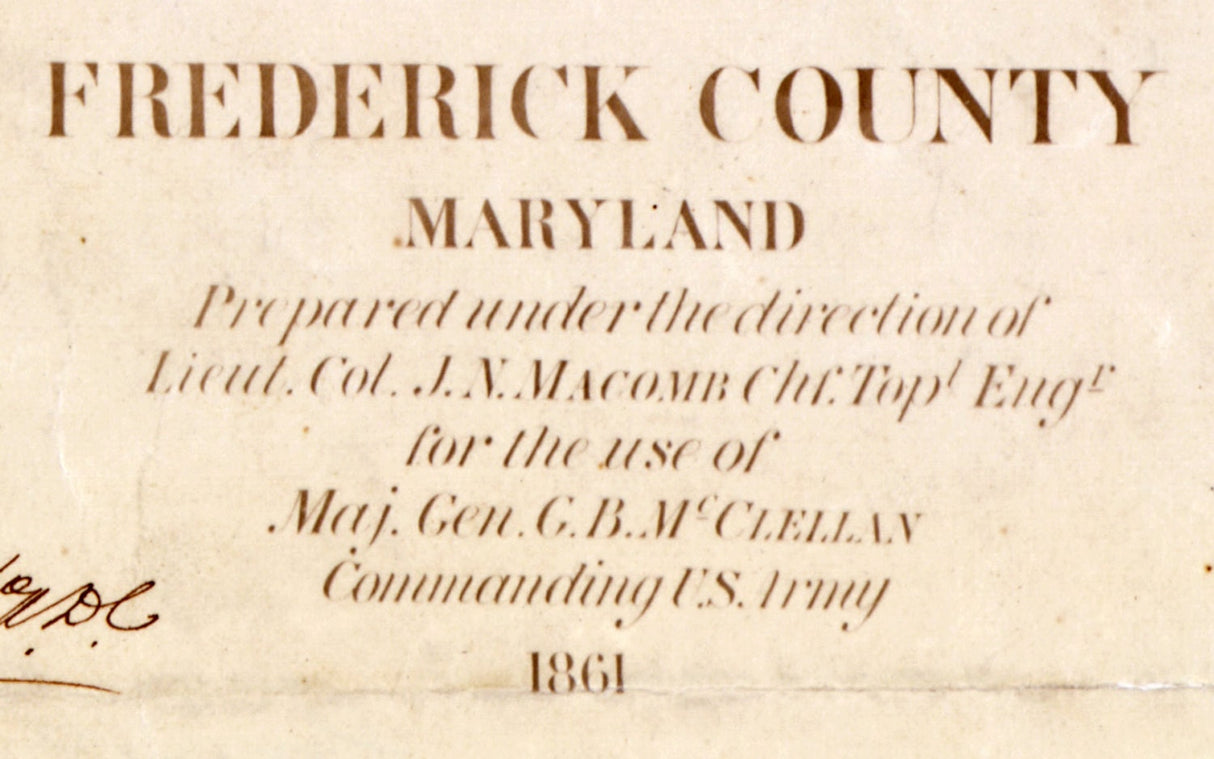 FREDERICK COUNTY
MARYLAND
Prepared under the direction of
Lieut. Col. J. N. MACOMB Chf. Topˡ Engʳ
for the use of
Maj. Gen. G. B. MᶜCLELLAN
Commanding U.S. Army
1861
D.C